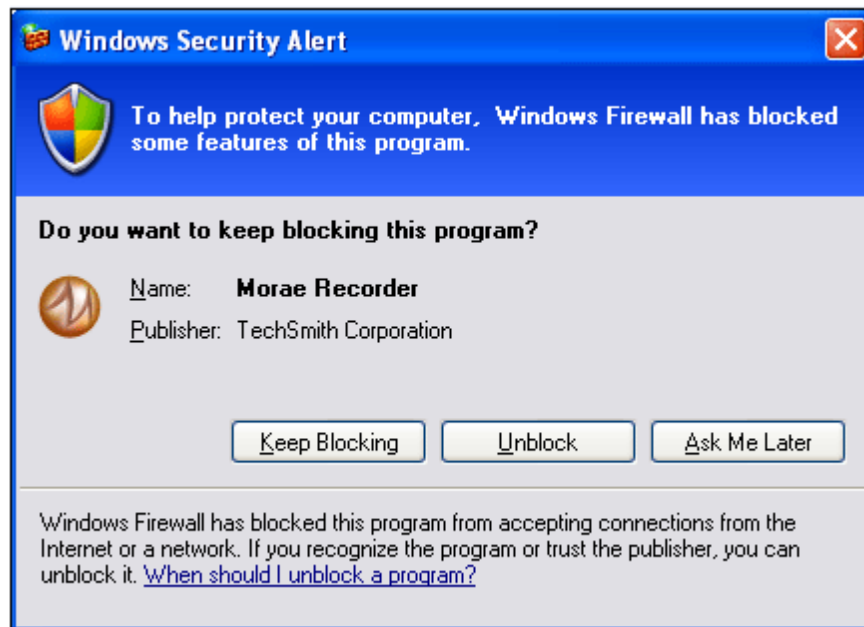 Windows Security Alert
To help protect your computer, Windows Firewall has blocked
some features of this program.
Do you want to keep blocking this program?
Name: Morae Recorder
Publisher: TechSmith Corporation
Keep Blocking Unblock Ask Me Later
Windows Firewall has blocked this program from accepting connections from the
Internet or a network. If you recognize the program or trust the publisher, you can
unblock it. When should I unblock a program?